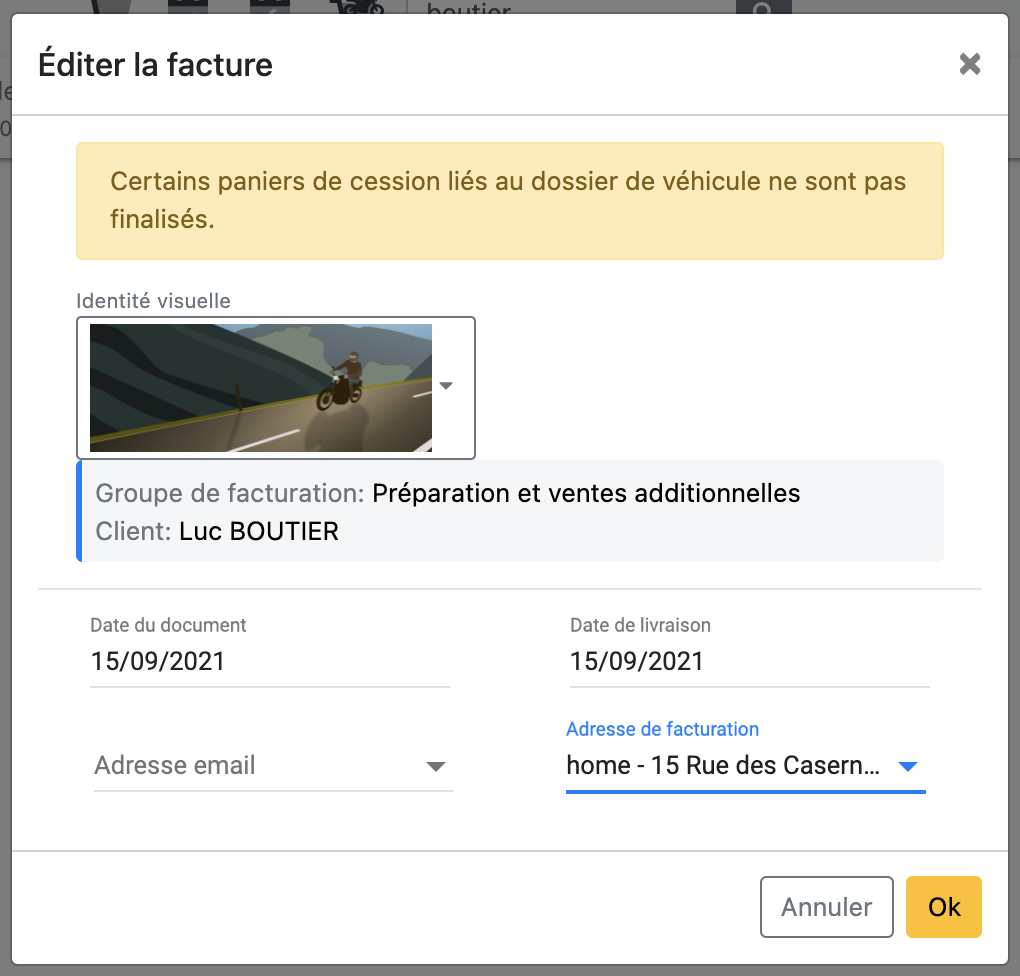 boutier
Éditer la facture
Certains paniers de cession liés au dossier de véhicule ne sont pas
finalisés.
Identité visuelle
Groupe de facturation: Préparation et ventes additionnelles
Client: Luc BOUTIER
Date du document
15/09/2021
Date de livraison
15/09/2021
Adresse email
Adresse de facturation
home - 15 Rue des Casern...
Annuler
Ok